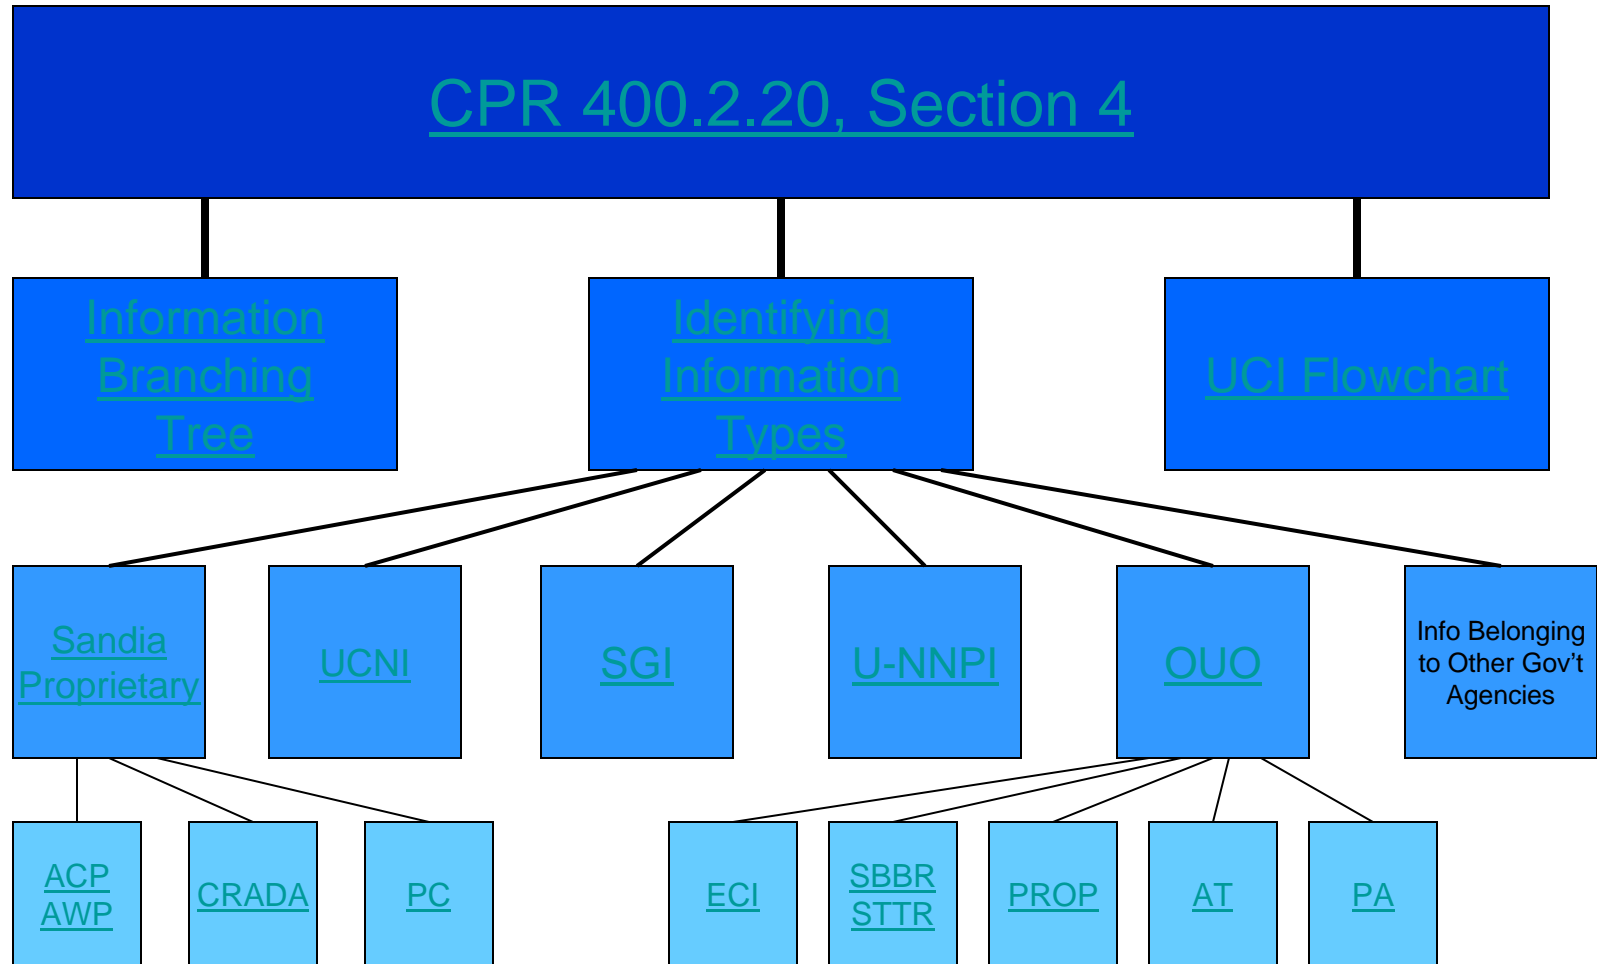 CPR 400.2.20, Section 4
Information
Branching
Tree
Identifying
Information
Types
UCI Flowchart
Sandia
Proprietary
UCNI
SGI
U-NNPI
OUO
Info Belonging
to Other Gov’t
Agencies
ACP
AWP
CRADA
PC
ECI
SBBR
STTR
PROP
AT
PA